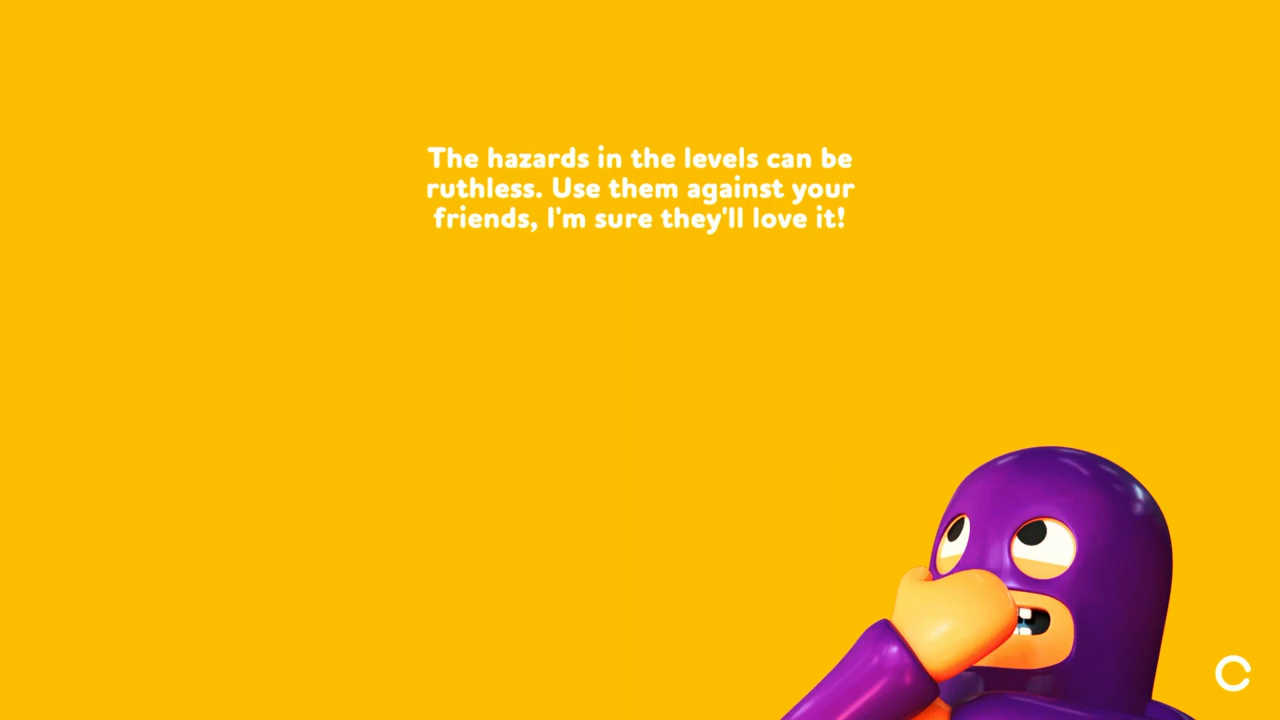 The hazards in the levels can be
ruthless. Use them against your
friends, I'm sure they'll love it!